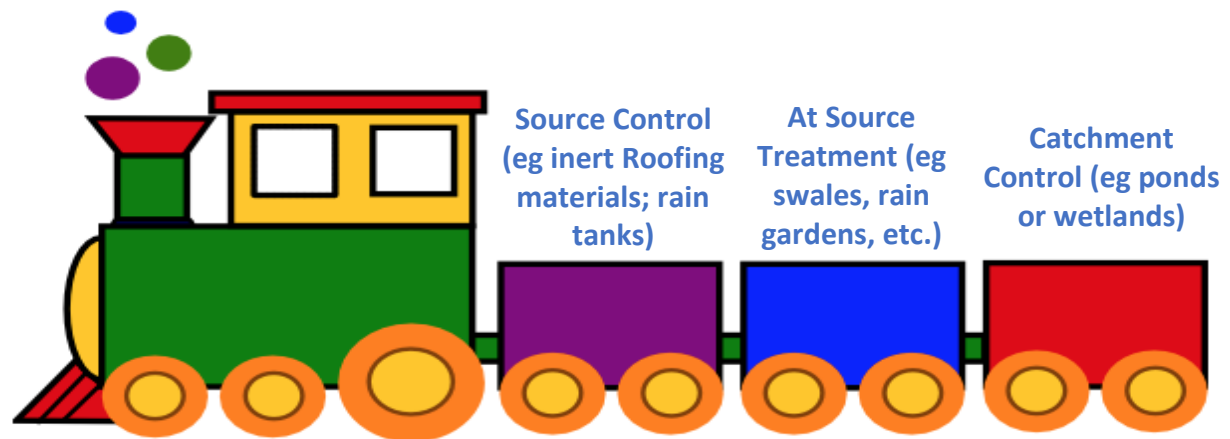 Source Control
(eg inert Roofing
materials; rain
tanks)
At Source
Treatment (eg
swales, rain
gardens, etc.)
Catchment
Control (eg ponds
or wetlands)